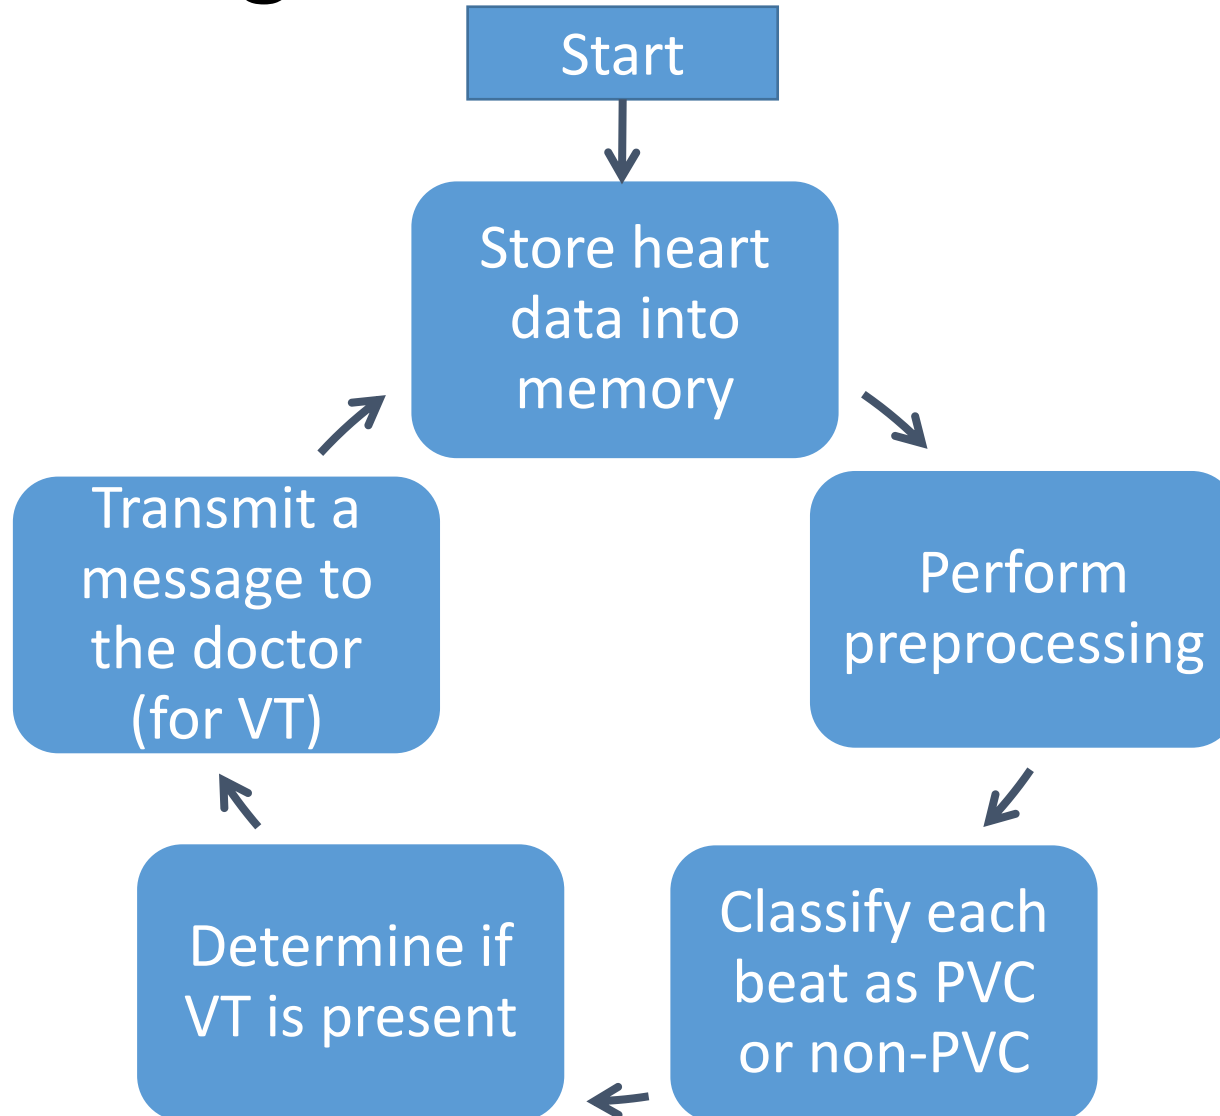 Start
Store heart
data into
memory
Perform
preprocessing
Classify each
beat as PVC
or non-PVC
Determine if
VT is present
Transmit a
message to
the doctor
(for VT)